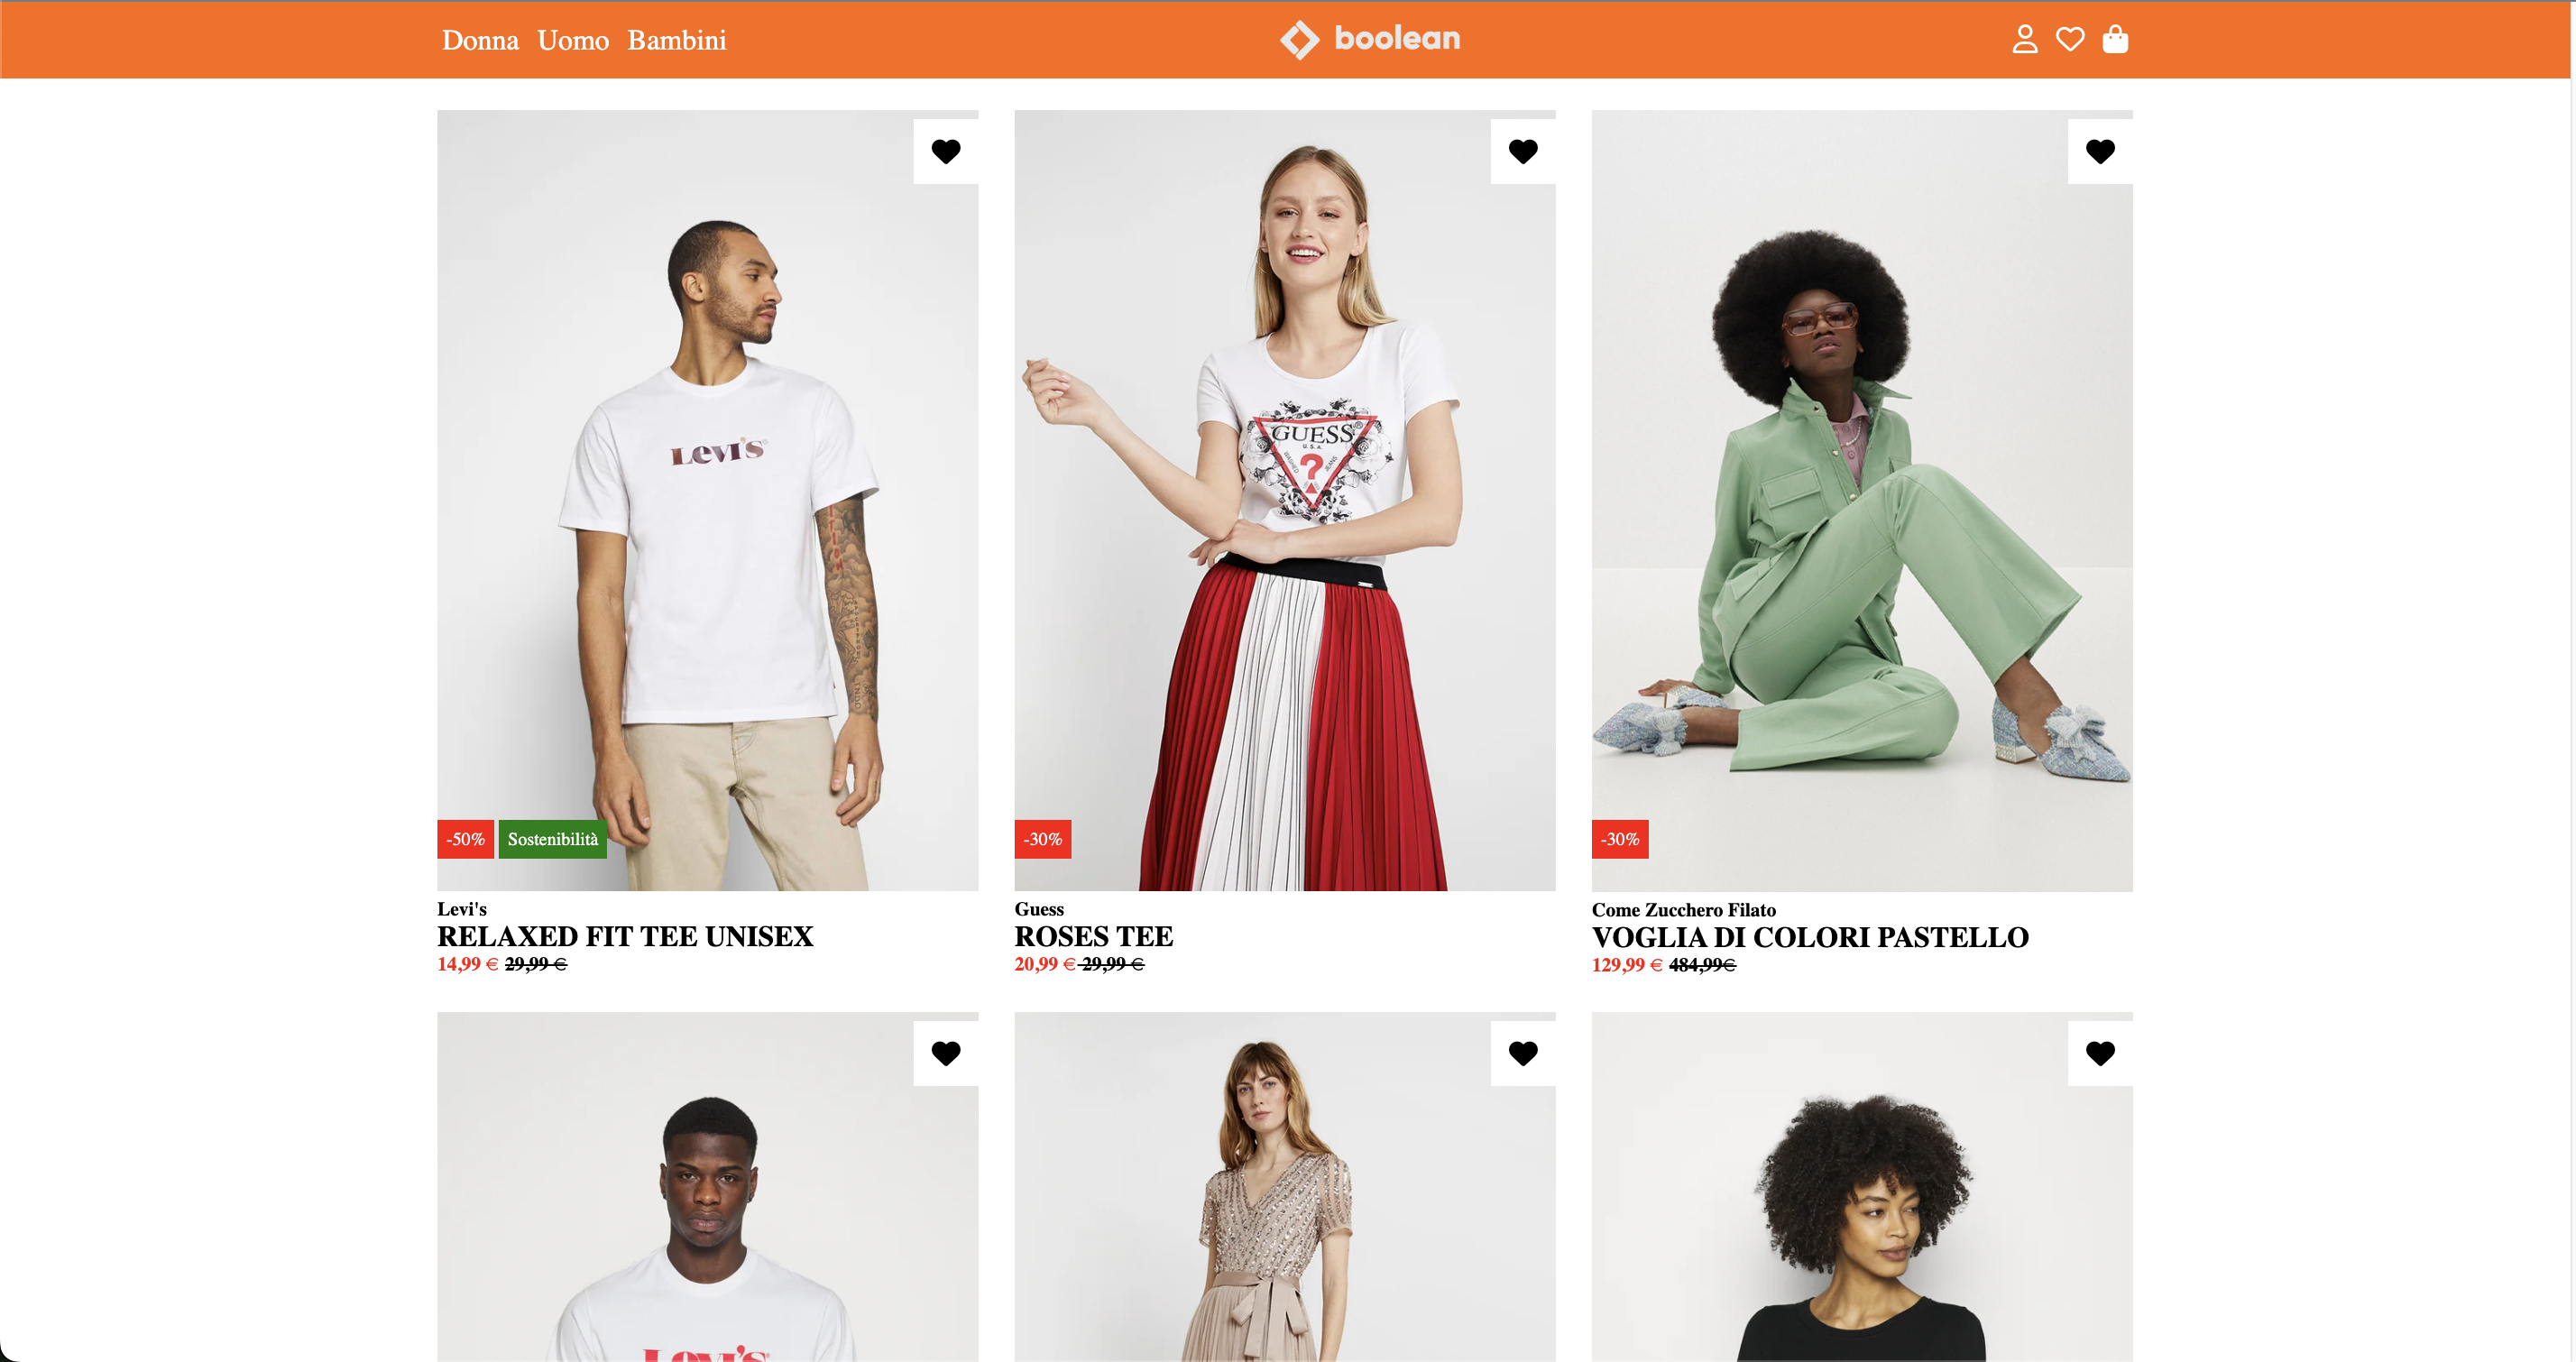 Donna Uomo Bambini
boolean
LEVI'S®
GUESS®
U.S.A.
WASHED JEANS
?
-50% Sostenibilità
-30%
-30%
Levi's
RELAXED FIT TEE UNISEX
14,99 € 29,99 €
Guess
ROSES TEE
20,99 € 29,99 €
Come Zucchero Filato
VOGLIA DI COLORI PASTELLO
129,99 € 484,99€
LEVI'S®